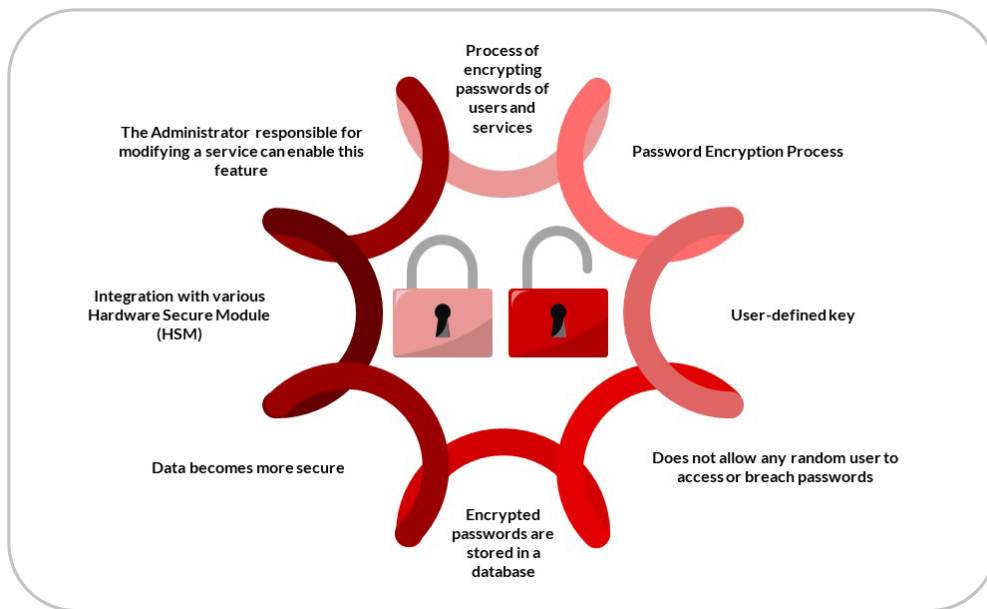 Process of
encrypting
passwords of
users and
services
Password Encryption Process
User-defined key
Does not allow any random user to
access or breach passwords
Encrypted
passwords are
stored in a
database
Data becomes more secure
Integration with various
Hardware Secure Module
(HSM)
The Administrator responsible for
modifying a service can enable this
feature